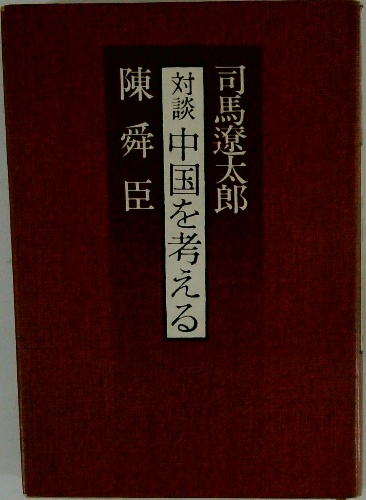 司馬遼太郎
対談 中国を考える
陳舜臣